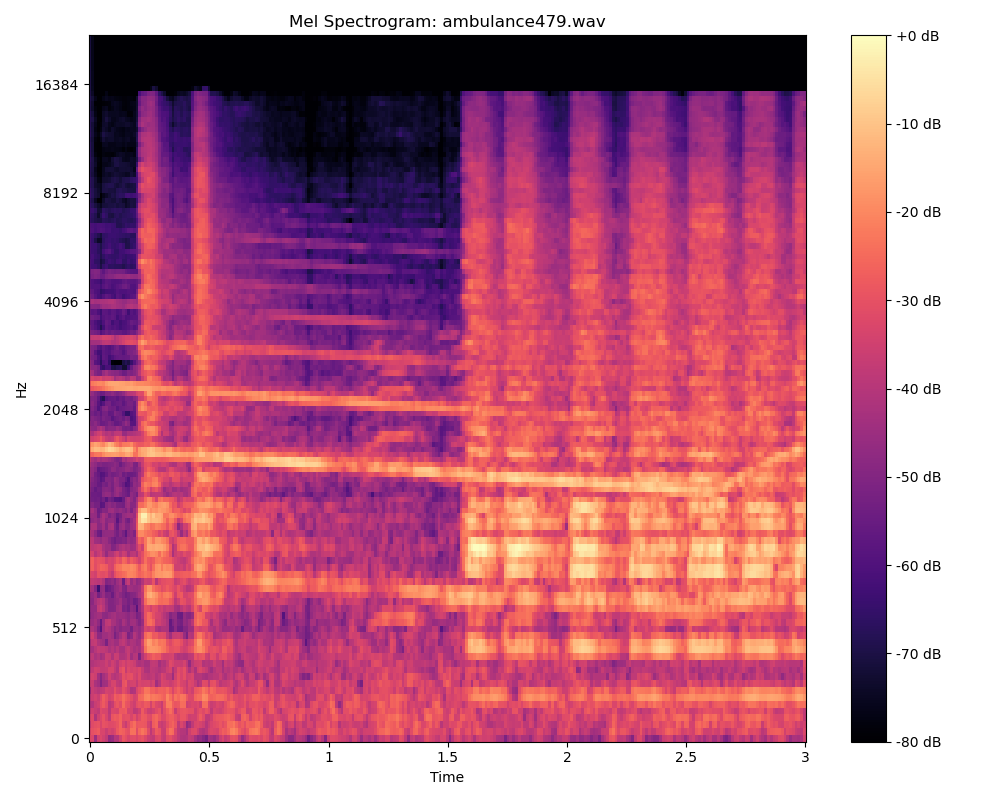 Mel Spectrogram: ambulance479.wav
+0 dB
16384
-10 dB
8192
-20 dB
4096
-30 dB
Hz
-40 dB
2048
-50 dB
1024
-60 dB
512
-70 dB
0
-80 dB
0 0.5 1 1.5 2 2.5 3
Time